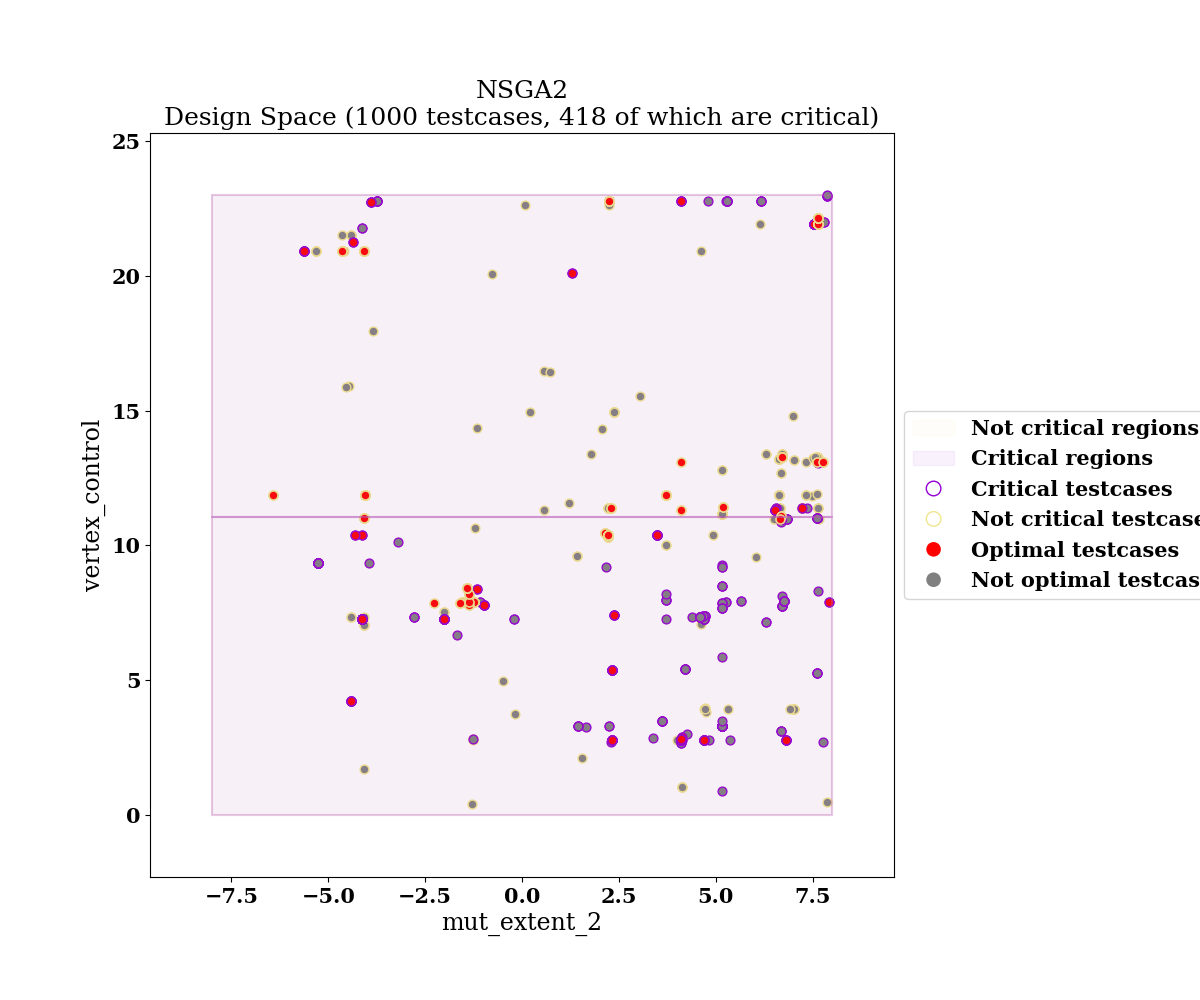 NSGA2
Design Space (1000 testcases, 418 of which are critical)
25
20
15
10
5
0
vertex_control
−7.5
−5.0
−2.5
0.0
2.5
5.0
7.5
mut_extent_2
Not critical regions
Critical regions
Critical testcases
Not critical testcase
Optimal testcases
Not optimal testcas